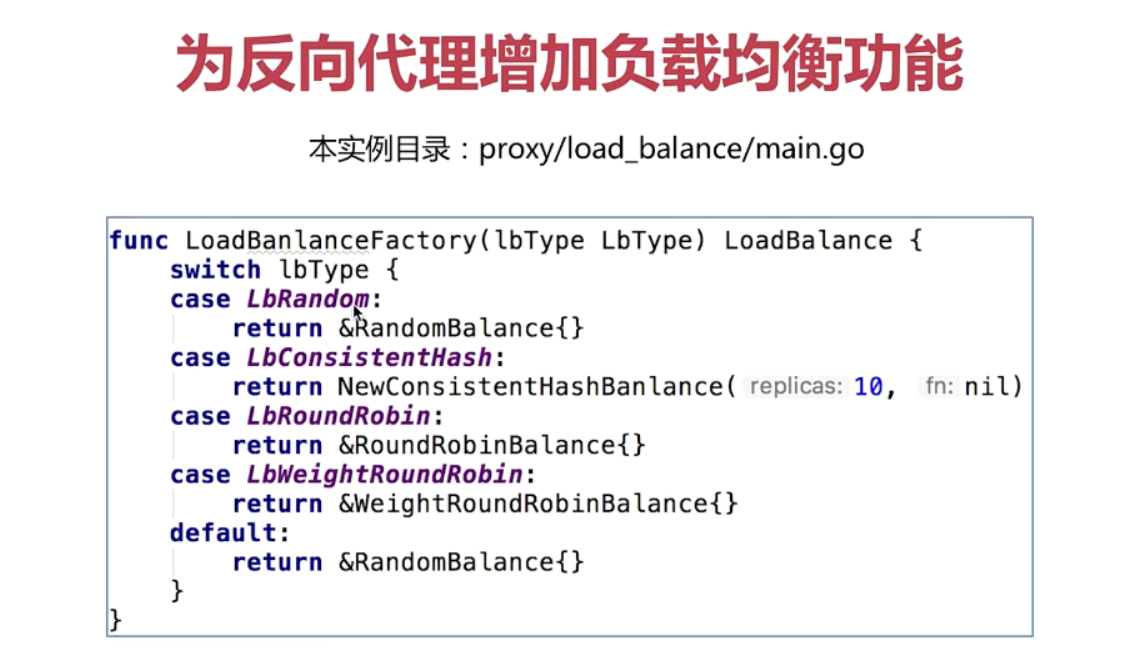 为反向代理增加负载均衡功能
本实例目录：proxy/load_balance/main.go
func LoadBanlanceFactory(lbType LbType) LoadBalance {
switch lbType {
case LbRandom:
return &RandomBalance{}
case LbConsistentHash:
return NewConsistentHashBanlance( replicas: 10, fn: nil)
case LbRoundRobin:
return &RoundRobinBalance{}
case LbWeightRoundRobin:
return &WeightRoundRobinBalance{}
default:
return &RandomBalance{}
}
}